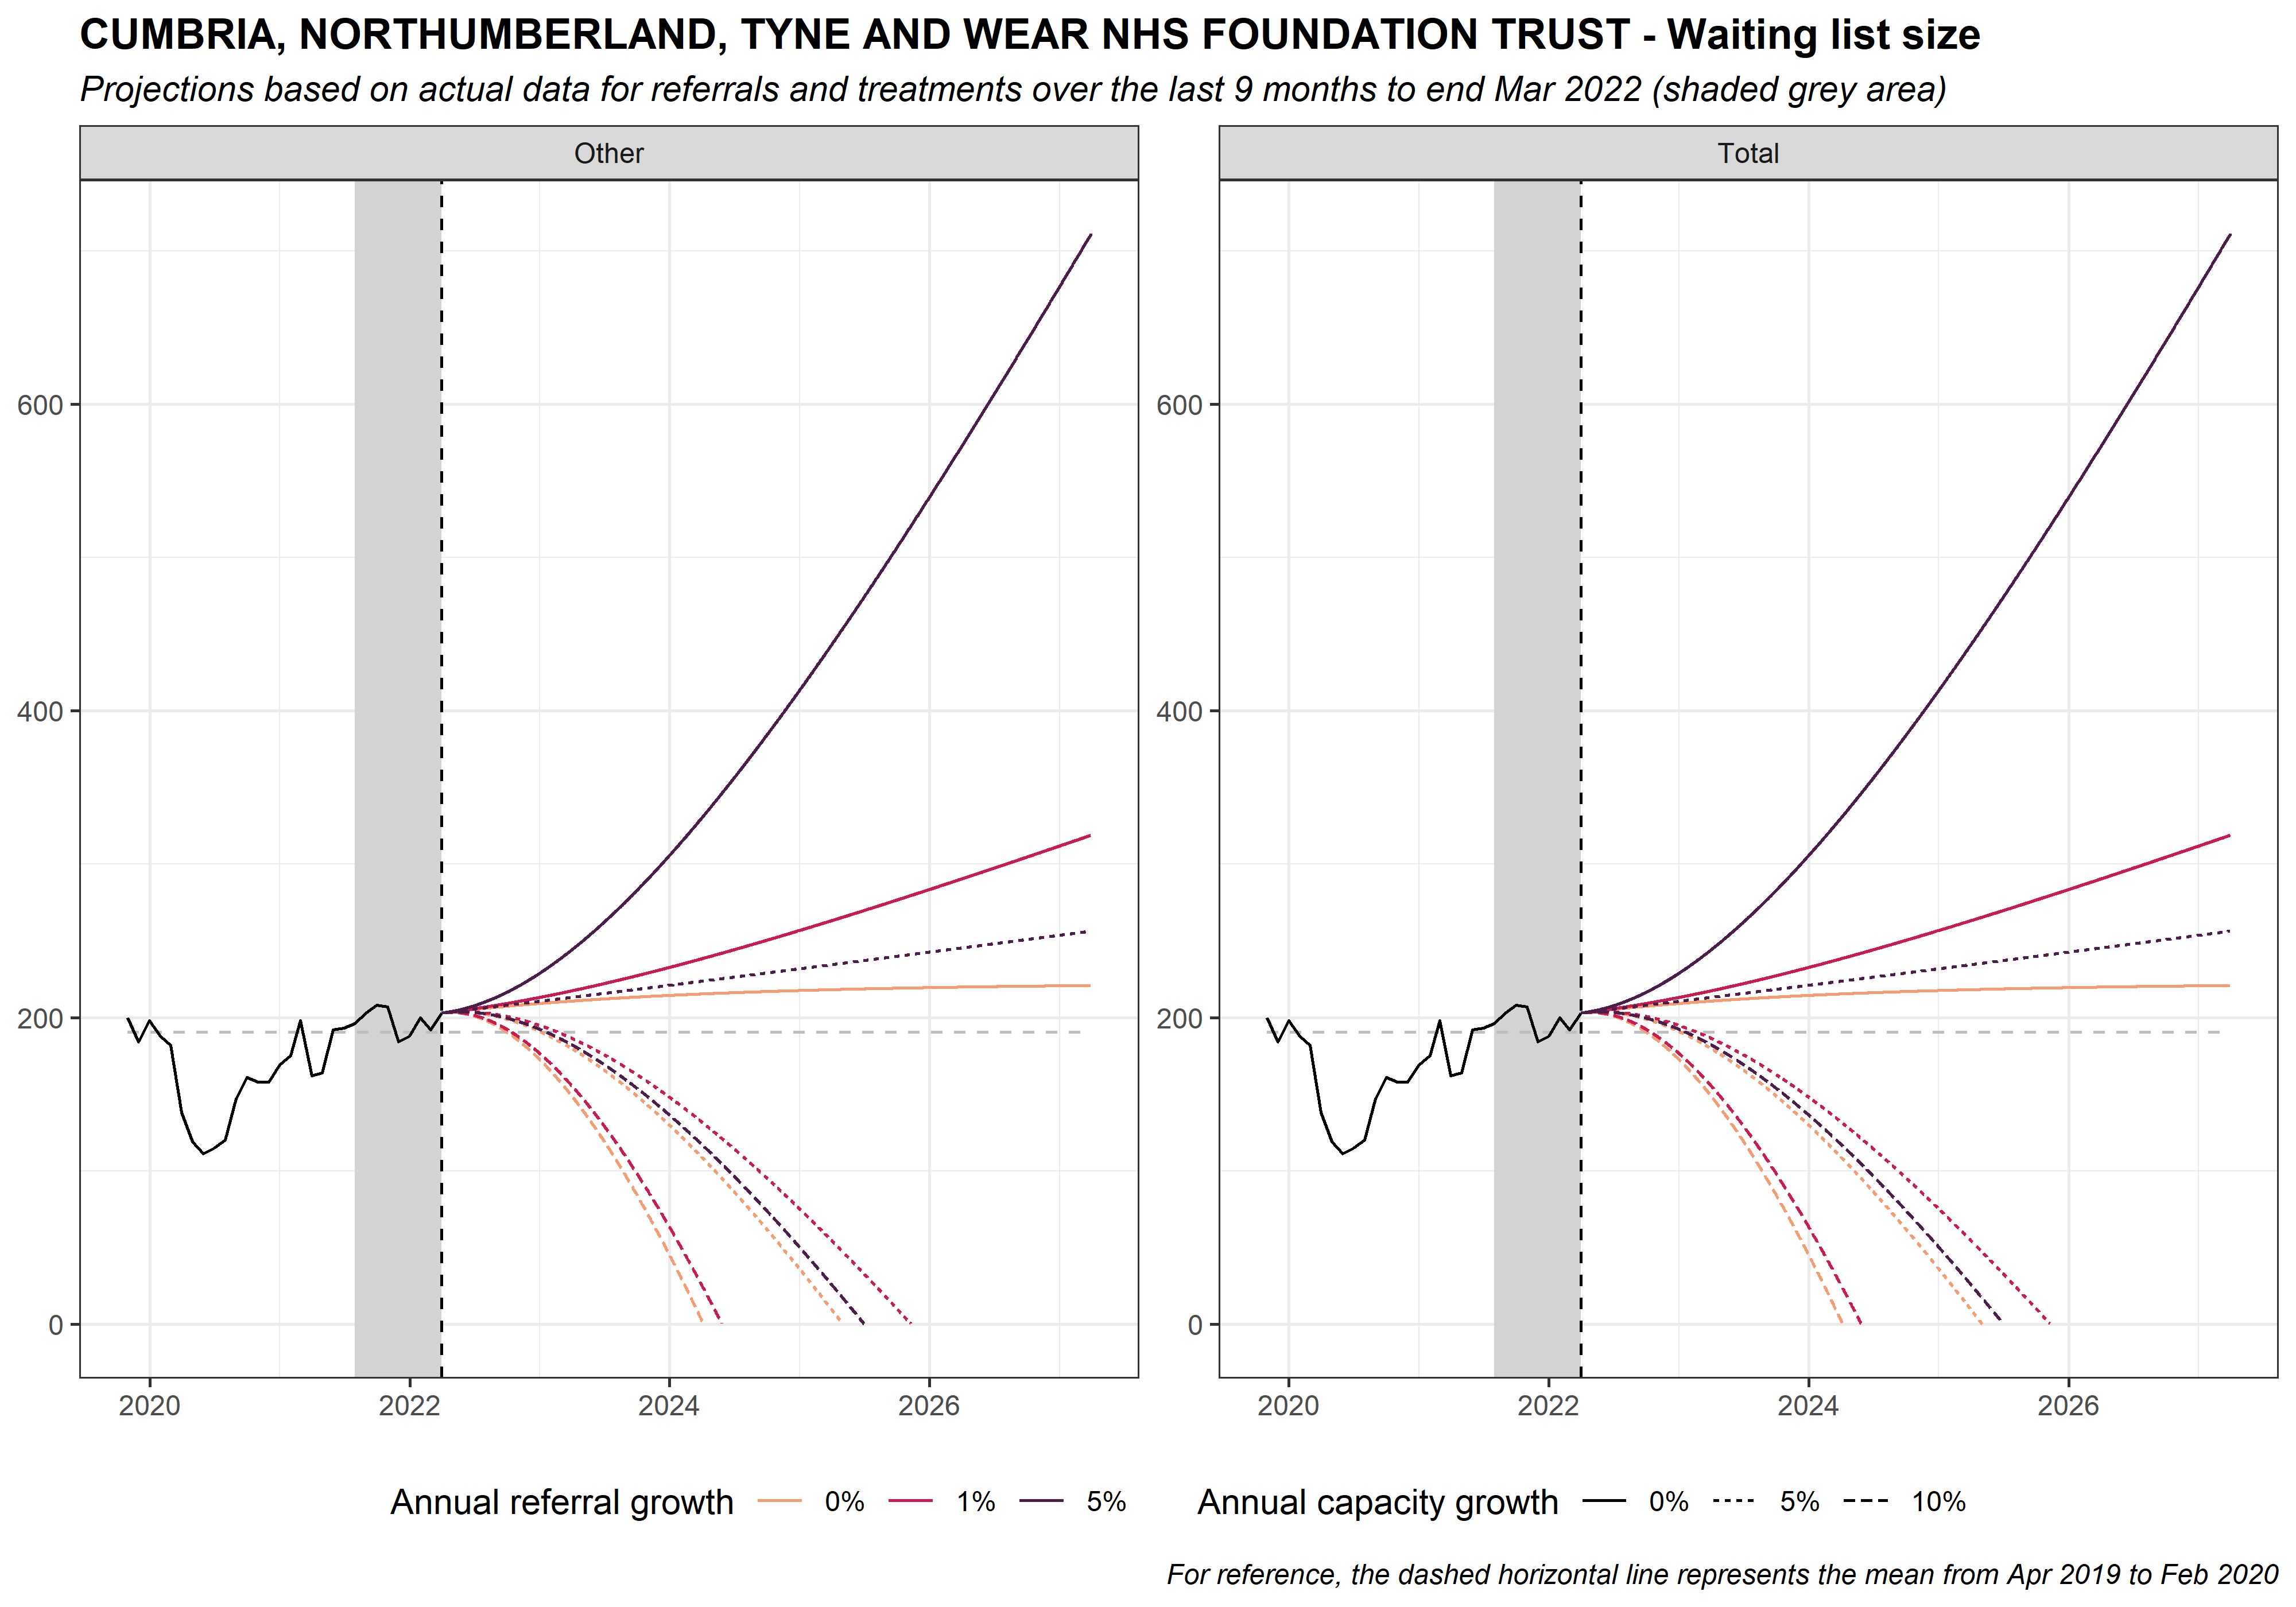 CUMBRIA, NORTHUMBERLAND, TYNE AND WEAR NHS FOUNDATION TRUST - Waiting list size
Projections based on actual data for referrals and treatments over the last 9 months to end Mar 2022 (shaded grey area)
Other
Total
600
400
200
0
600
400
200
0
2020 2022 2024 2026
2020 2022 2024 2026
Annual referral growth 0% 1% 5%
Annual capacity growth 0% 5% 10%
For reference, the dashed horizontal line represents the mean from Apr 2019 to Feb 2020